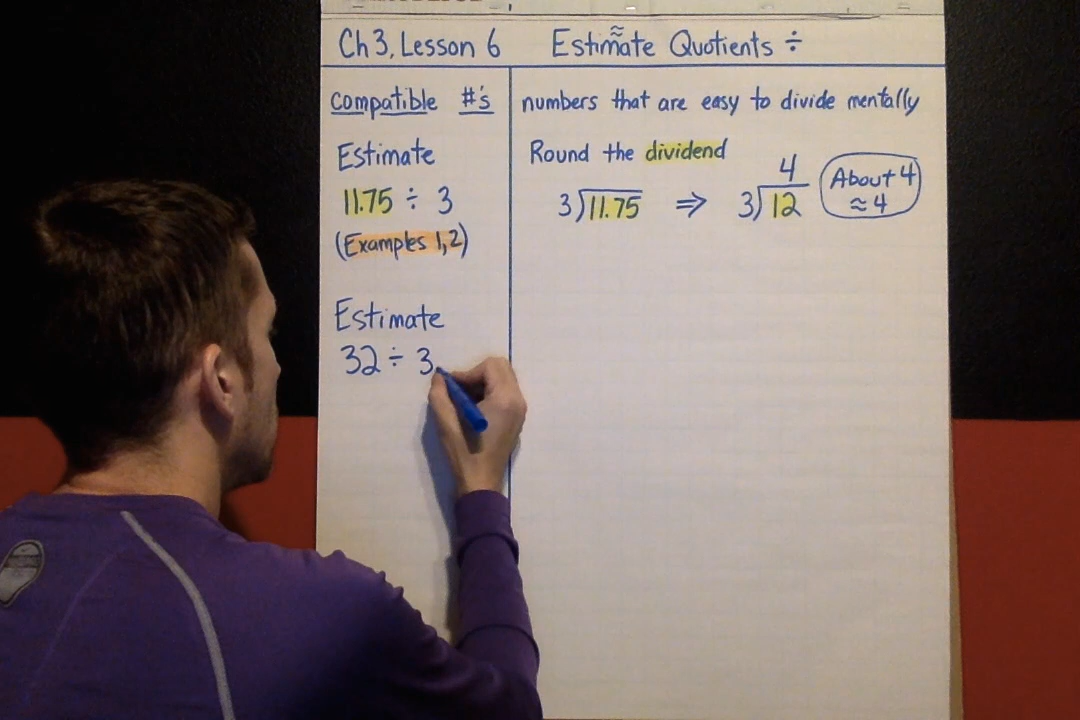 Ch 3, Lesson 6 Estimate Quotients ÷
≈
compatible #'s numbers that are easy to divide mentally
Estimate Round the dividend
11.75 ÷ 3 3)11.75 ⇒ 3)12 4 About 4
≈ 4
(Examples 1,2)
Estimate
32 ÷ 3